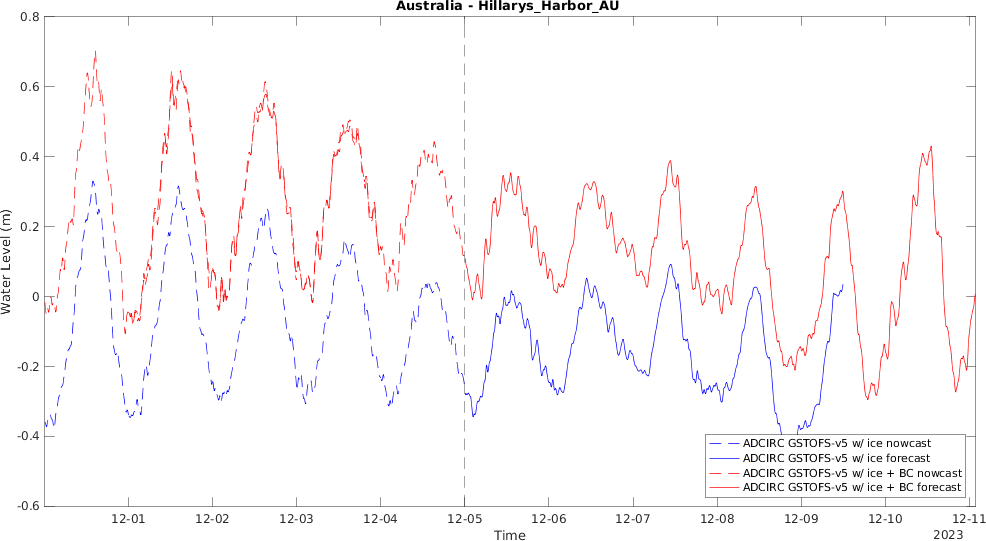 Australia - Hillarys_Harbor_AU
0.8
0.6
0.4
0.2
0
-0.2
-0.4
-0.6
Water Level (m)
ADCIRC GSTOFS-v5 w/ ice nowcast
ADCIRC GSTOFS-v5 w/ ice forecast
ADCIRC GSTOFS-v5 w/ ice + BC nowcast
ADCIRC GSTOFS-v5 w/ ice + BC forecast
12-01 12-02 12-03 12-04 12-05 12-06 12-07 12-08 12-09 12-10 12-11
Time
2023